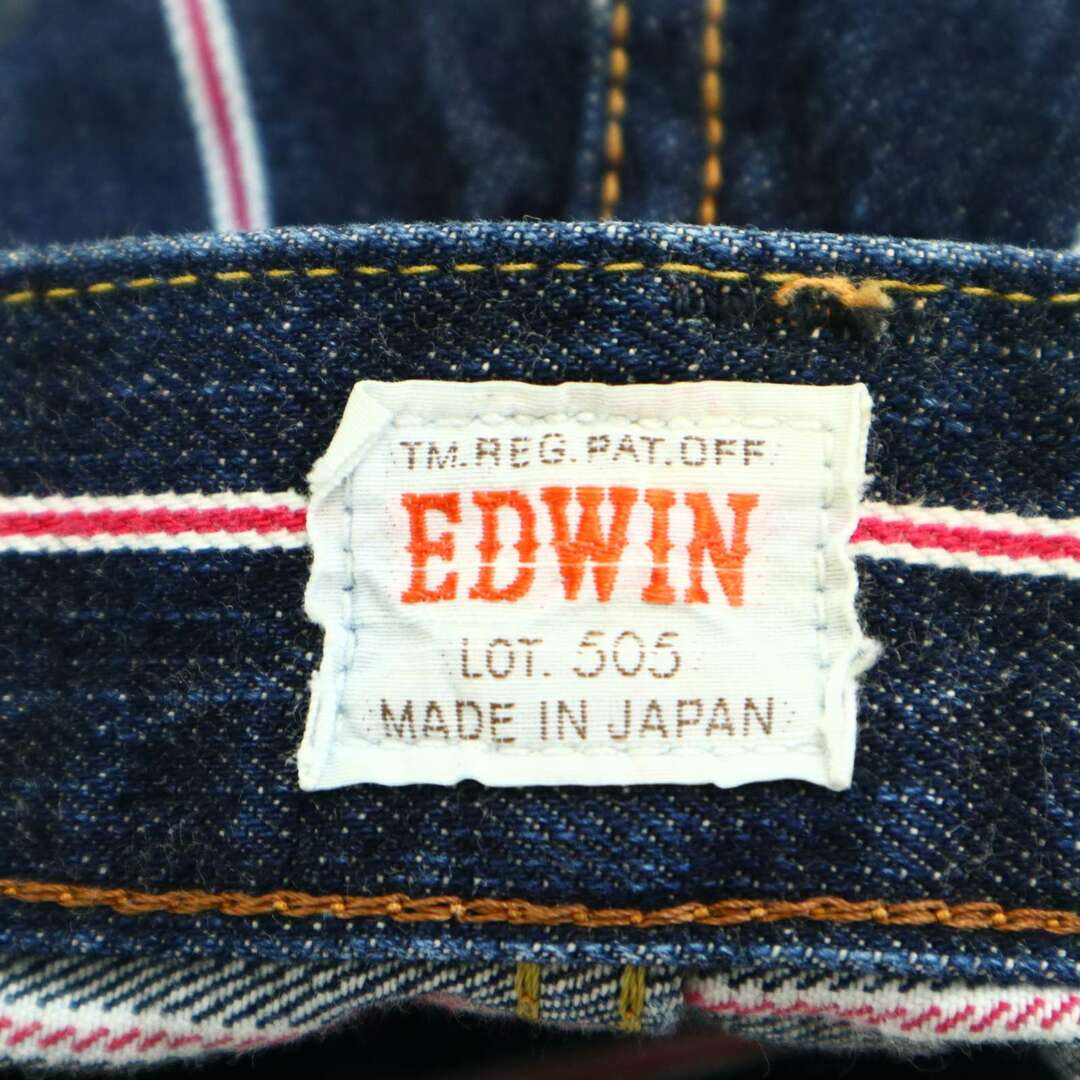 TM.REG.PAT.OFF.
EDWIN
LOT. 505
MADE IN JAPAN